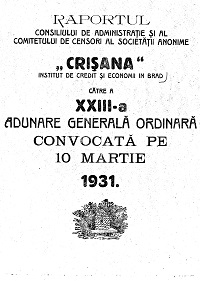 RAPORTUL
CONSILIULUI DE ADMINISTRAȚIE ȘI AL
COMITETULUI DE CENSORI AL SOCIETĂȚII ANONIME
„CRIȘANA"
INSTITUT DE CREDIT ȘI ECONOMII IN BRAD
CĂTRE A
XXIII-a
ADUNARE GENERALĂ ORDINARĂ
CONVOCATĂ PE
10 MARTIE
1931.